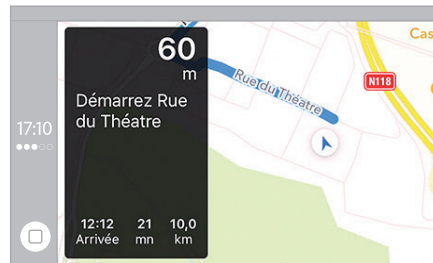 17:10
60
m
Démarrez Rue
du Théatre
12:12 21 10,0
Arrivée mn km
Rue du Théatre
N118
Cas